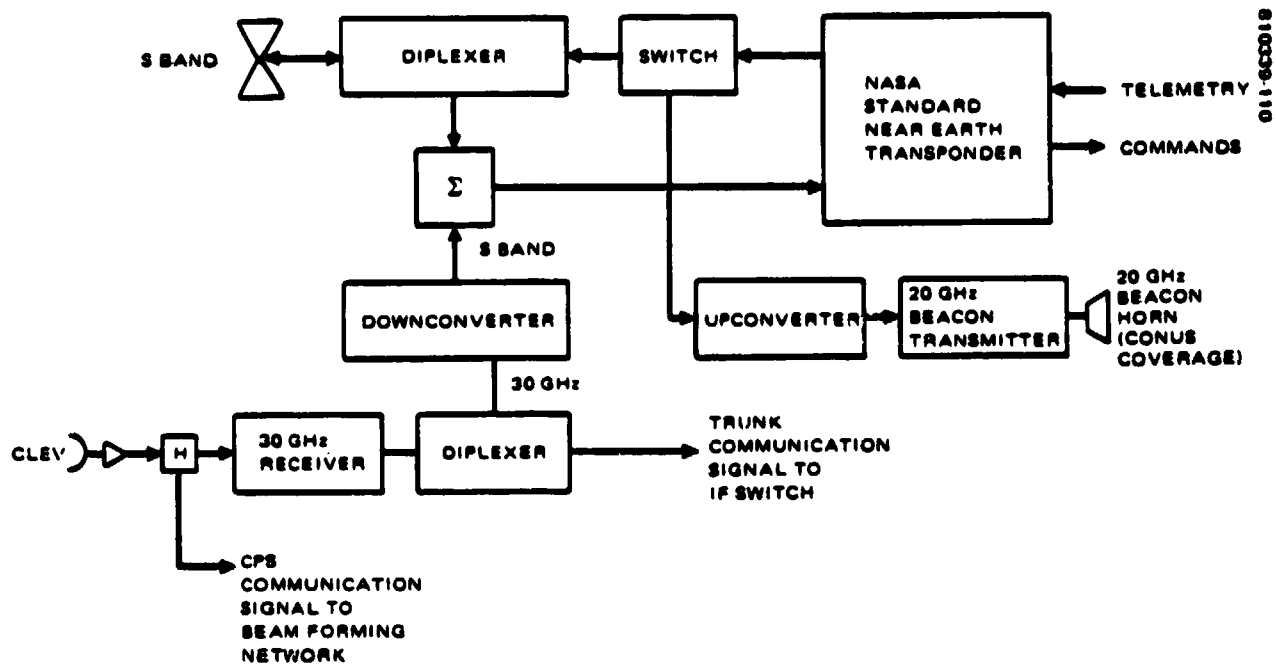 S BAND
DIPLEXER
SWITCH
NASA
STANDARD
NEAR EARTH
TRANSPONDER
TELEMETRY
COMMANDS
810339-110
Σ
S BAND
DOWNCONVERTER
UPCONVERTER
20 GHz
BEACON
TRANSMITTER
20 GHz
BEACON
HORN
(CONUS
COVERAGE)
30 GHz
CLEV
H
30 GHz
RECEIVER
DIPLEXER
TRUNK
COMMUNICATION
SIGNAL TO
IF SWITCH
CPS
COMMUNICATION
SIGNAL TO
BEAM FORMING
NETWORK